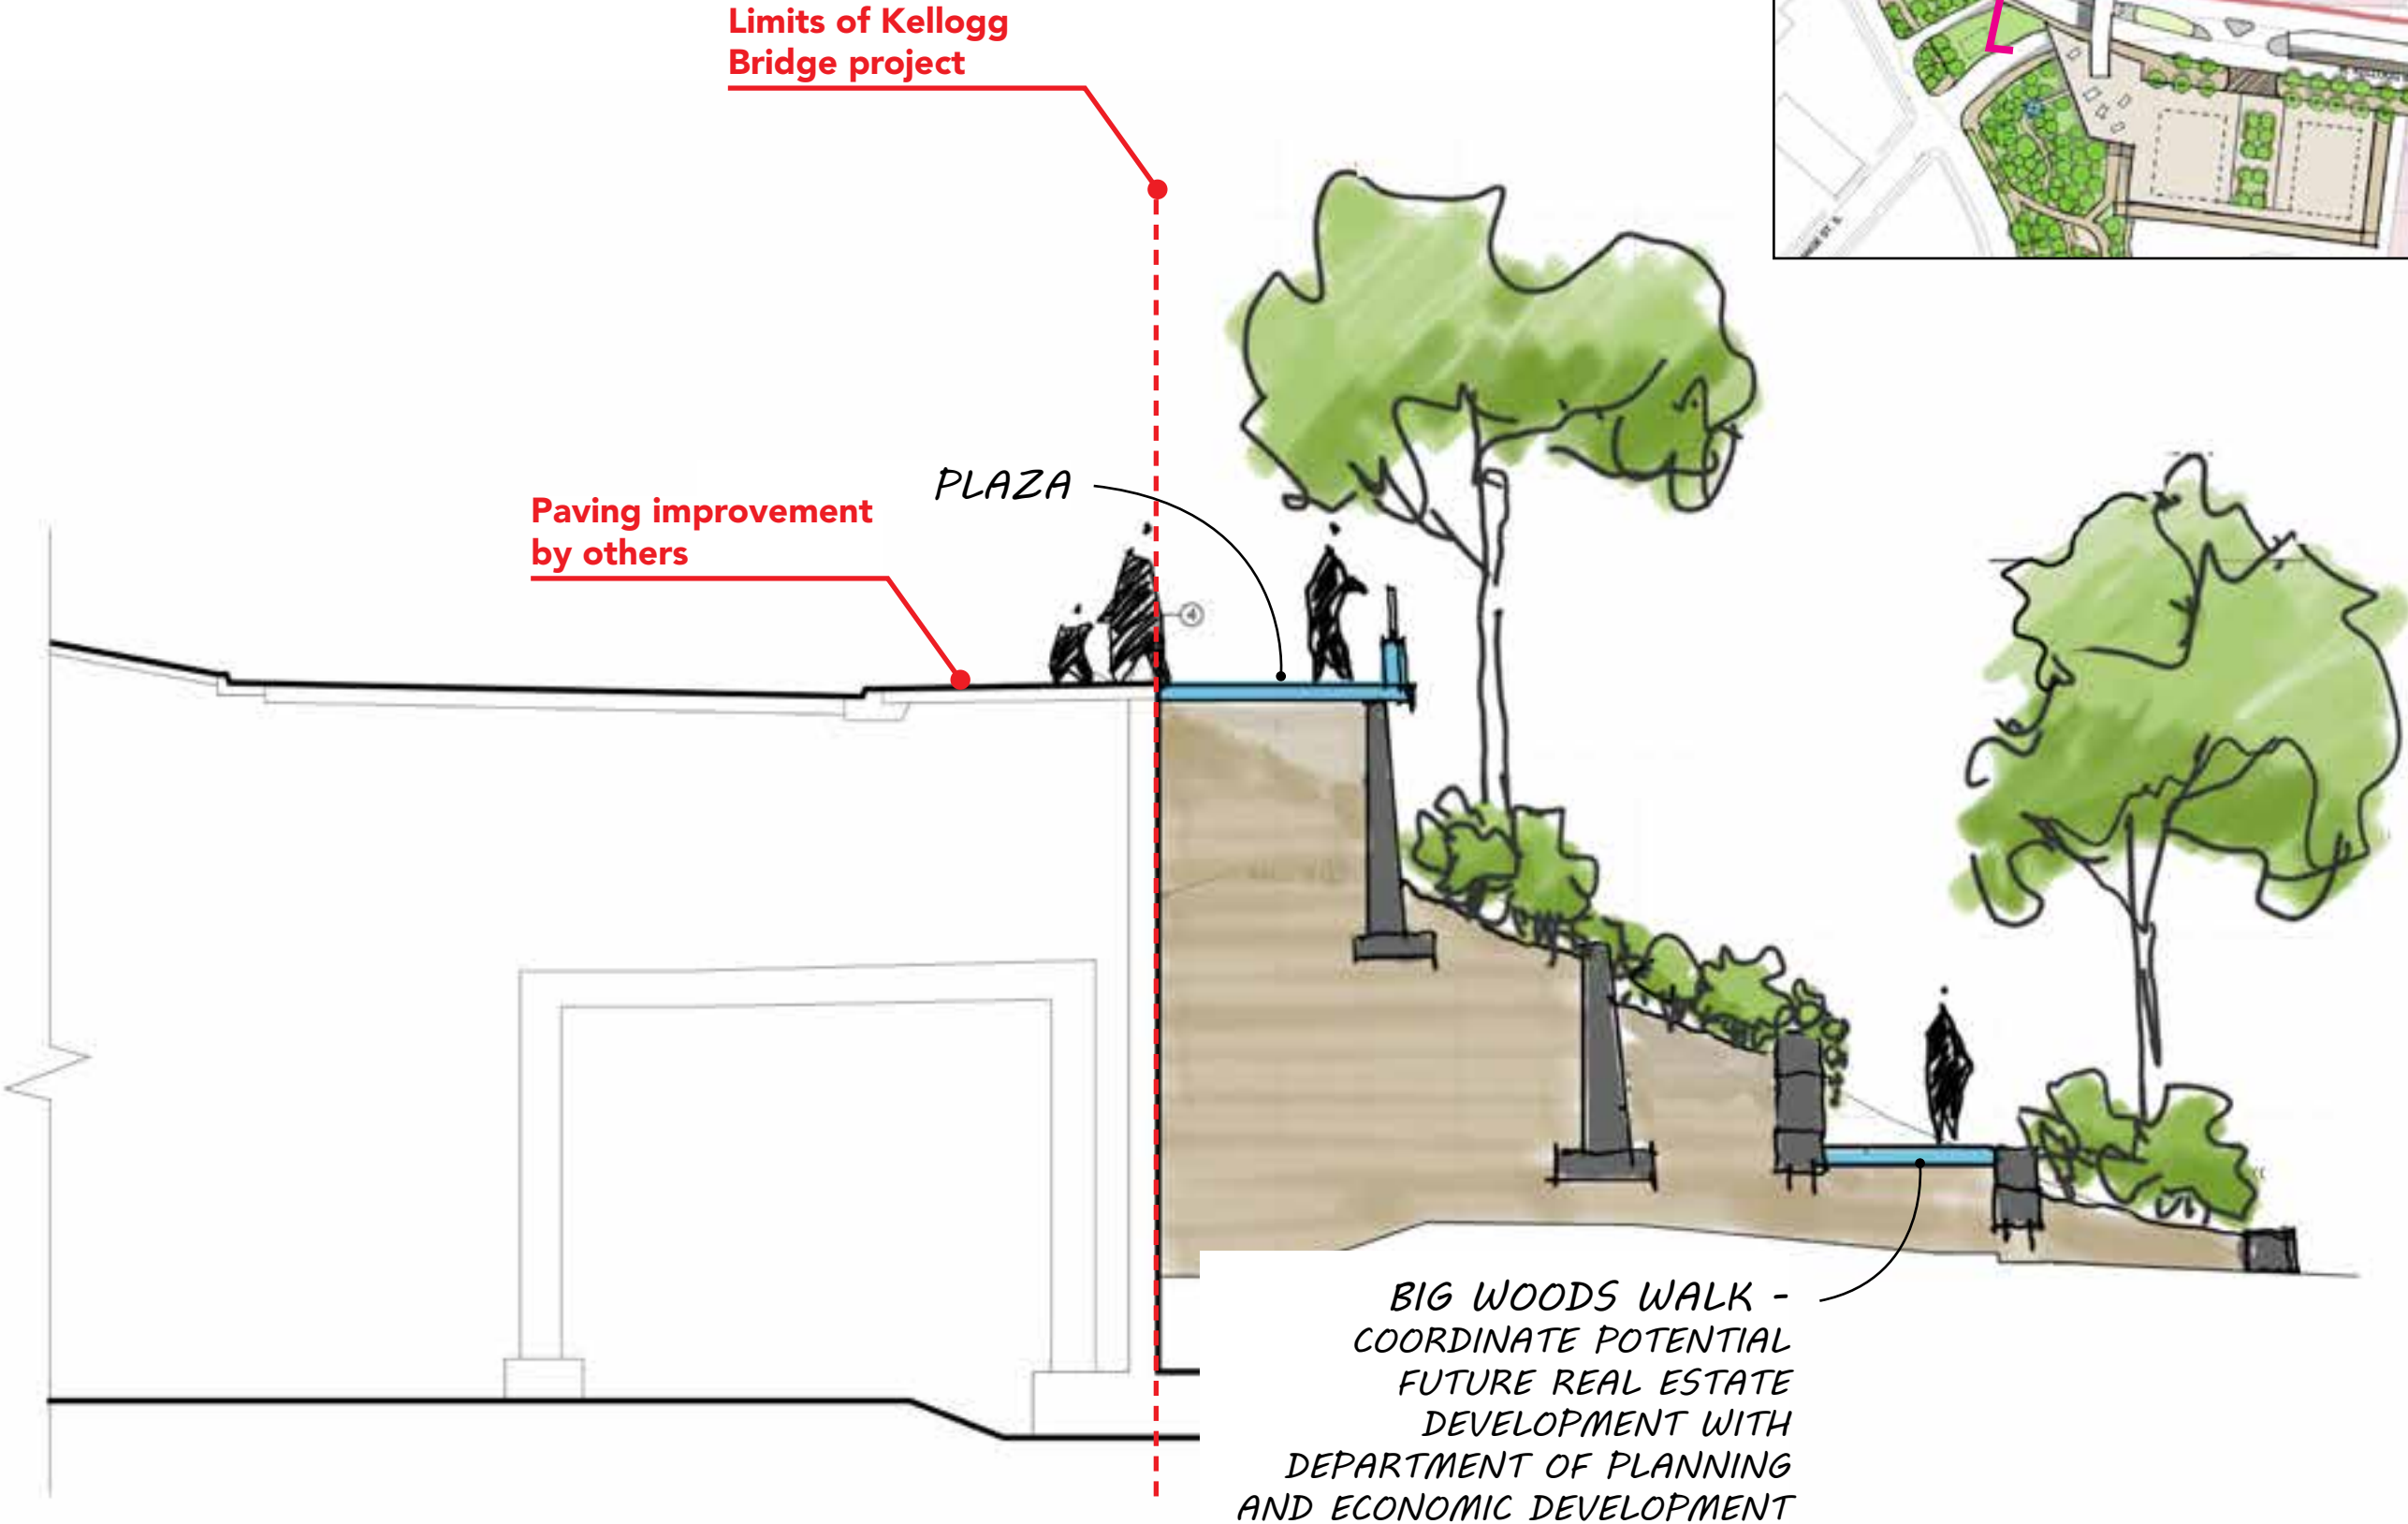 Limits of Kellogg
Bridge project
PLAZA
Paving improvement
by others
4
BIG WOODS WALK -
COORDINATE POTENTIAL
FUTURE REAL ESTATE
DEVELOPMENT WITH
DEPARTMENT OF PLANNING
AND ECONOMIC DEVELOPMENT